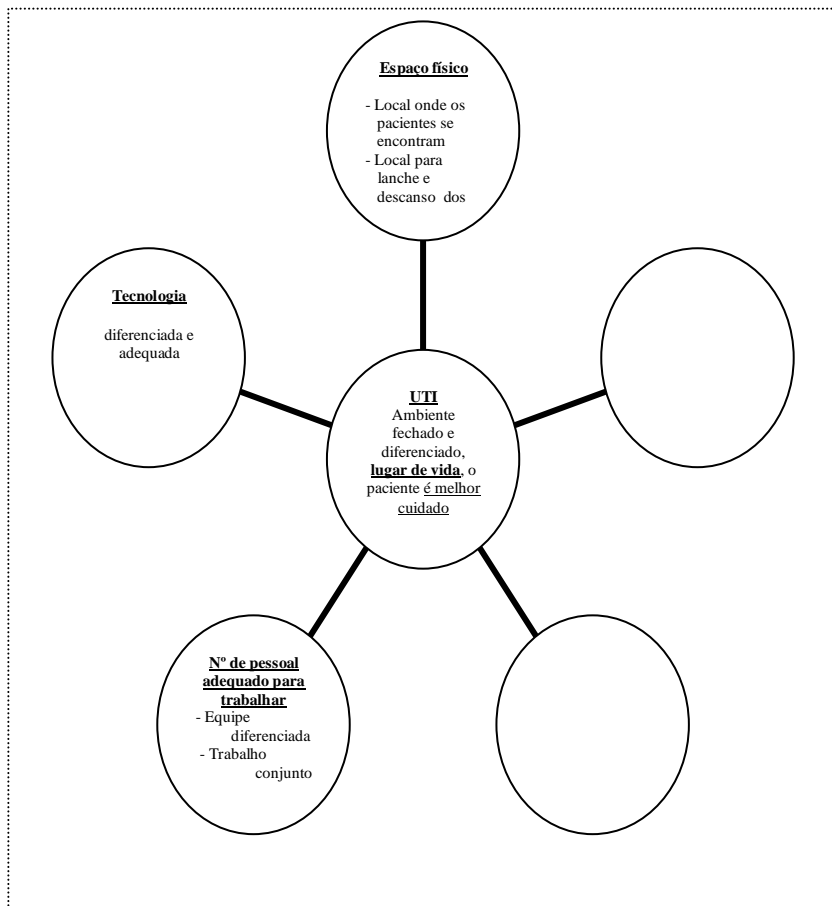 Espaço físico
- Local onde os
pacientes se
encontram
- Local para
lanche e
descanso dos
Tecnologia
diferenciada e
adequada
UTI
Ambiente
fechado e
diferenciado,
lugar de vida, o
paciente é melhor
cuidado
Nº de pessoal
adequado para
trabalhar
- Equipe
diferenciada
- Trabalho
conjunto